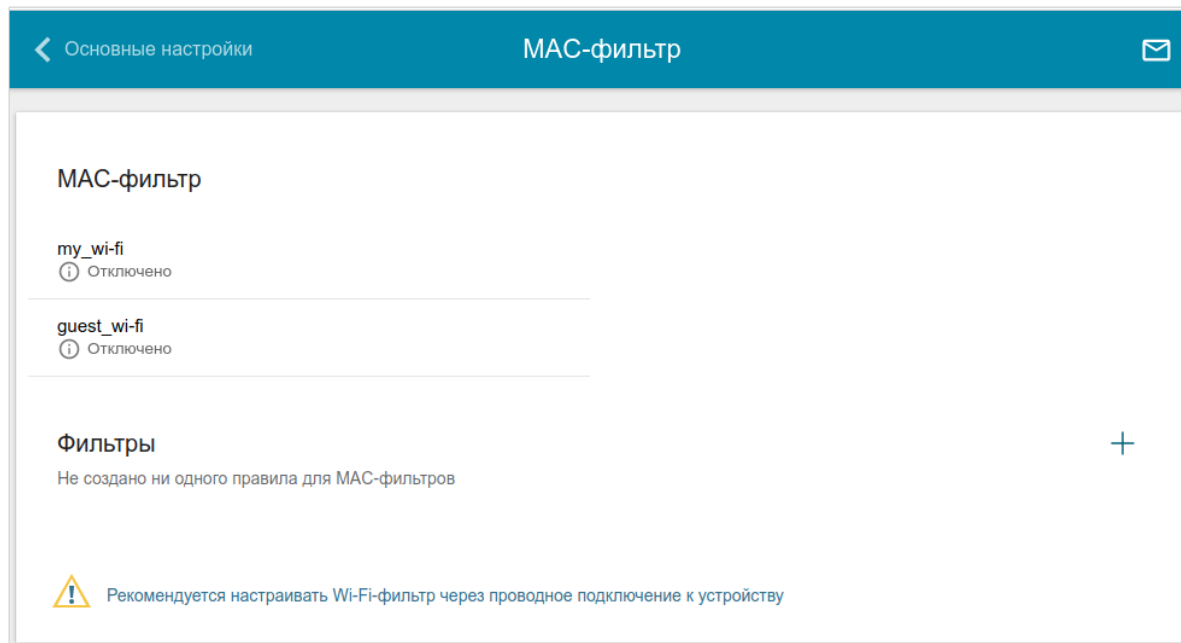 Основные настройки
MAC-фильтр
MAC-фильтр
my_wi-fi
Отключено
guest_wi-fi
Отключено
Фильтры
Не создано ни одного правила для MAC-фильтров
Рекомендуется настраивать Wi-Fi-фильтр через проводное подключение к устройству